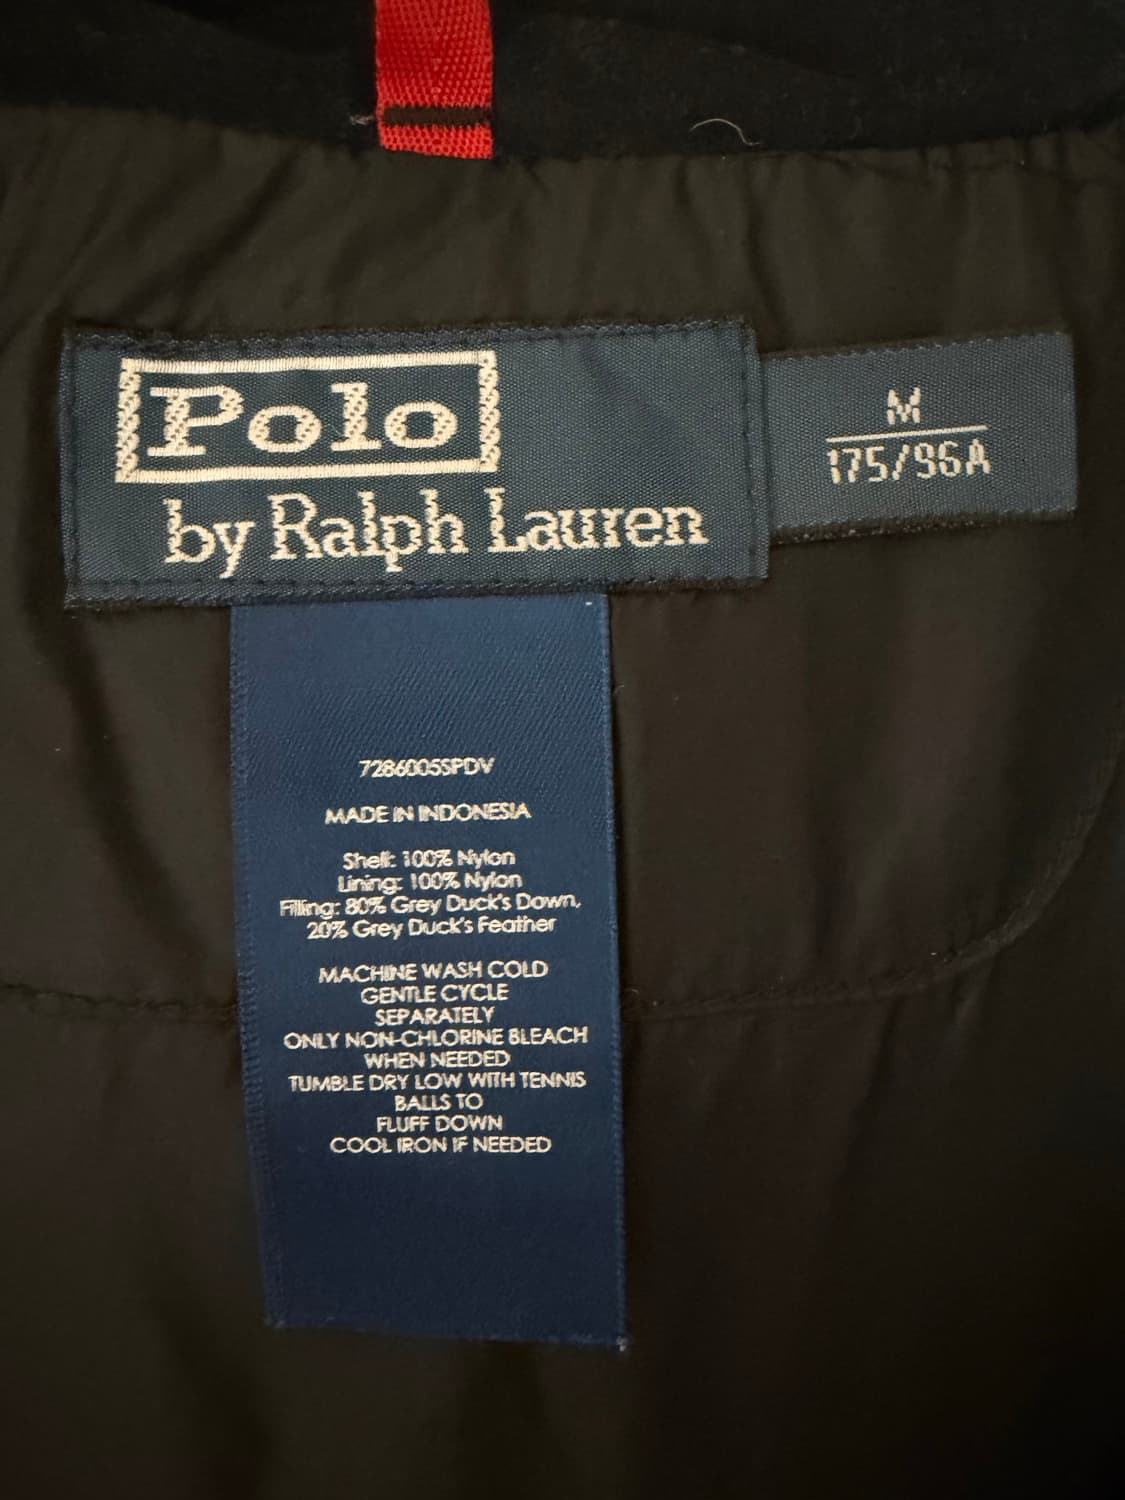 Polo
by Ralph Lauren
M
175/96A
7286005SPDV
MADE IN INDONESIA
Shell: 100% Nylon
Lining: 100% Nylon
Filling: 80% Grey Duck's Down,
20% Grey Duck's Feather
MACHINE WASH COLD
GENTLE CYCLE
SEPARATELY
ONLY NON-CHLORINE BLEACH
WHEN NEEDED
TUMBLE DRY LOW WITH TENNIS
BALLS TO
FLUFF DOWN
COOL IRON IF NEEDED